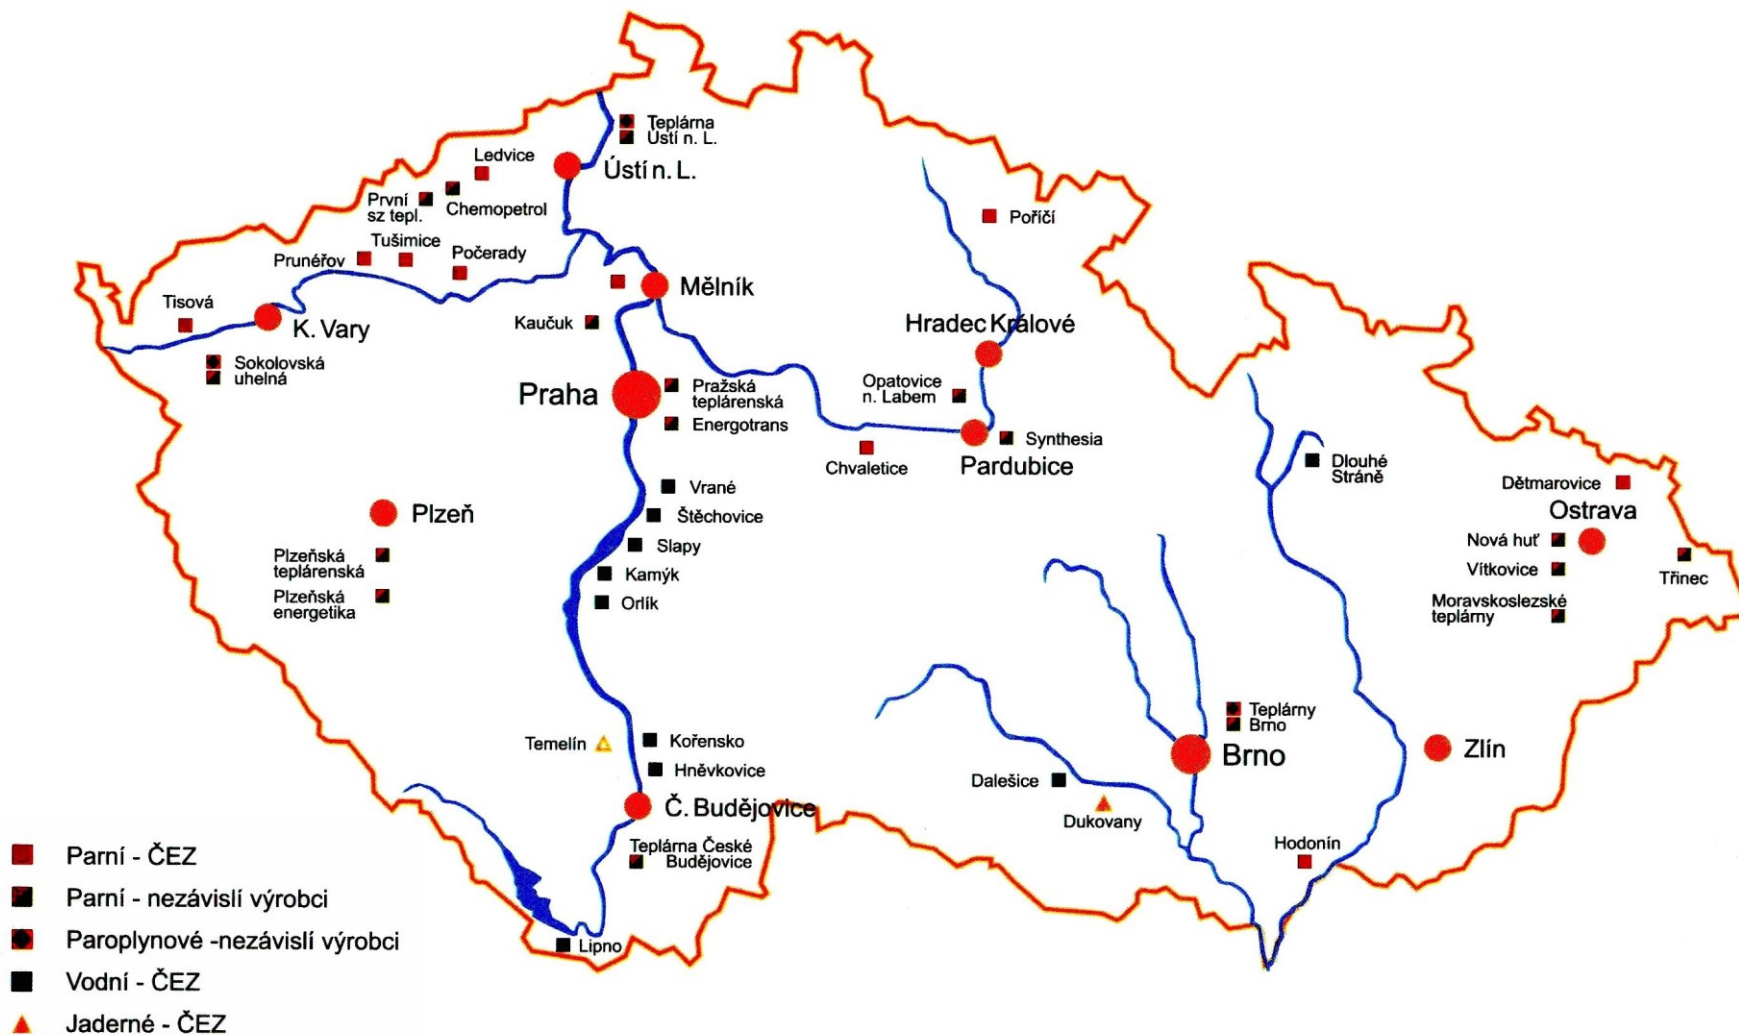 Teplárna
Ústí n. L.
Ledvice
Ústí n. L.
První
sz tepl.
Chemopetrol
Poříčí
Tušimice
Prunéřov
Počerady
Mělník
Tisová
K. Vary
Kaučuk
Hradec Králové
Sokolovská
uhelná
Praha
Pražská
teplárenská
Energotrans
Opatovice
n. Labem
Synthesia
Pardubice
Chvaletice
Dlouhé
Stráně
Dětmarovice
Ostrava
Vrané
Štěchovice
Plzeň
Slapy
Kamýk
Orlík
Plzeňská
teplárenská
Plzeňská
energetika
Nová huť
Vítkovice
Třinec
Moravskoslezské
teplárny
Teplárny
Brno
Brno
Zlín
Temelín
Kořensko
Hněvkovice
Dalešice
Dukovany
Č. Budějovice
Teplárna České
Budějovice
Hodonín
Lipno
Parní - ČEZ
Parní - nezávislí výrobci
Paroplynové -nezávislí výrobci
Vodní - ČEZ
Jaderné - ČEZ